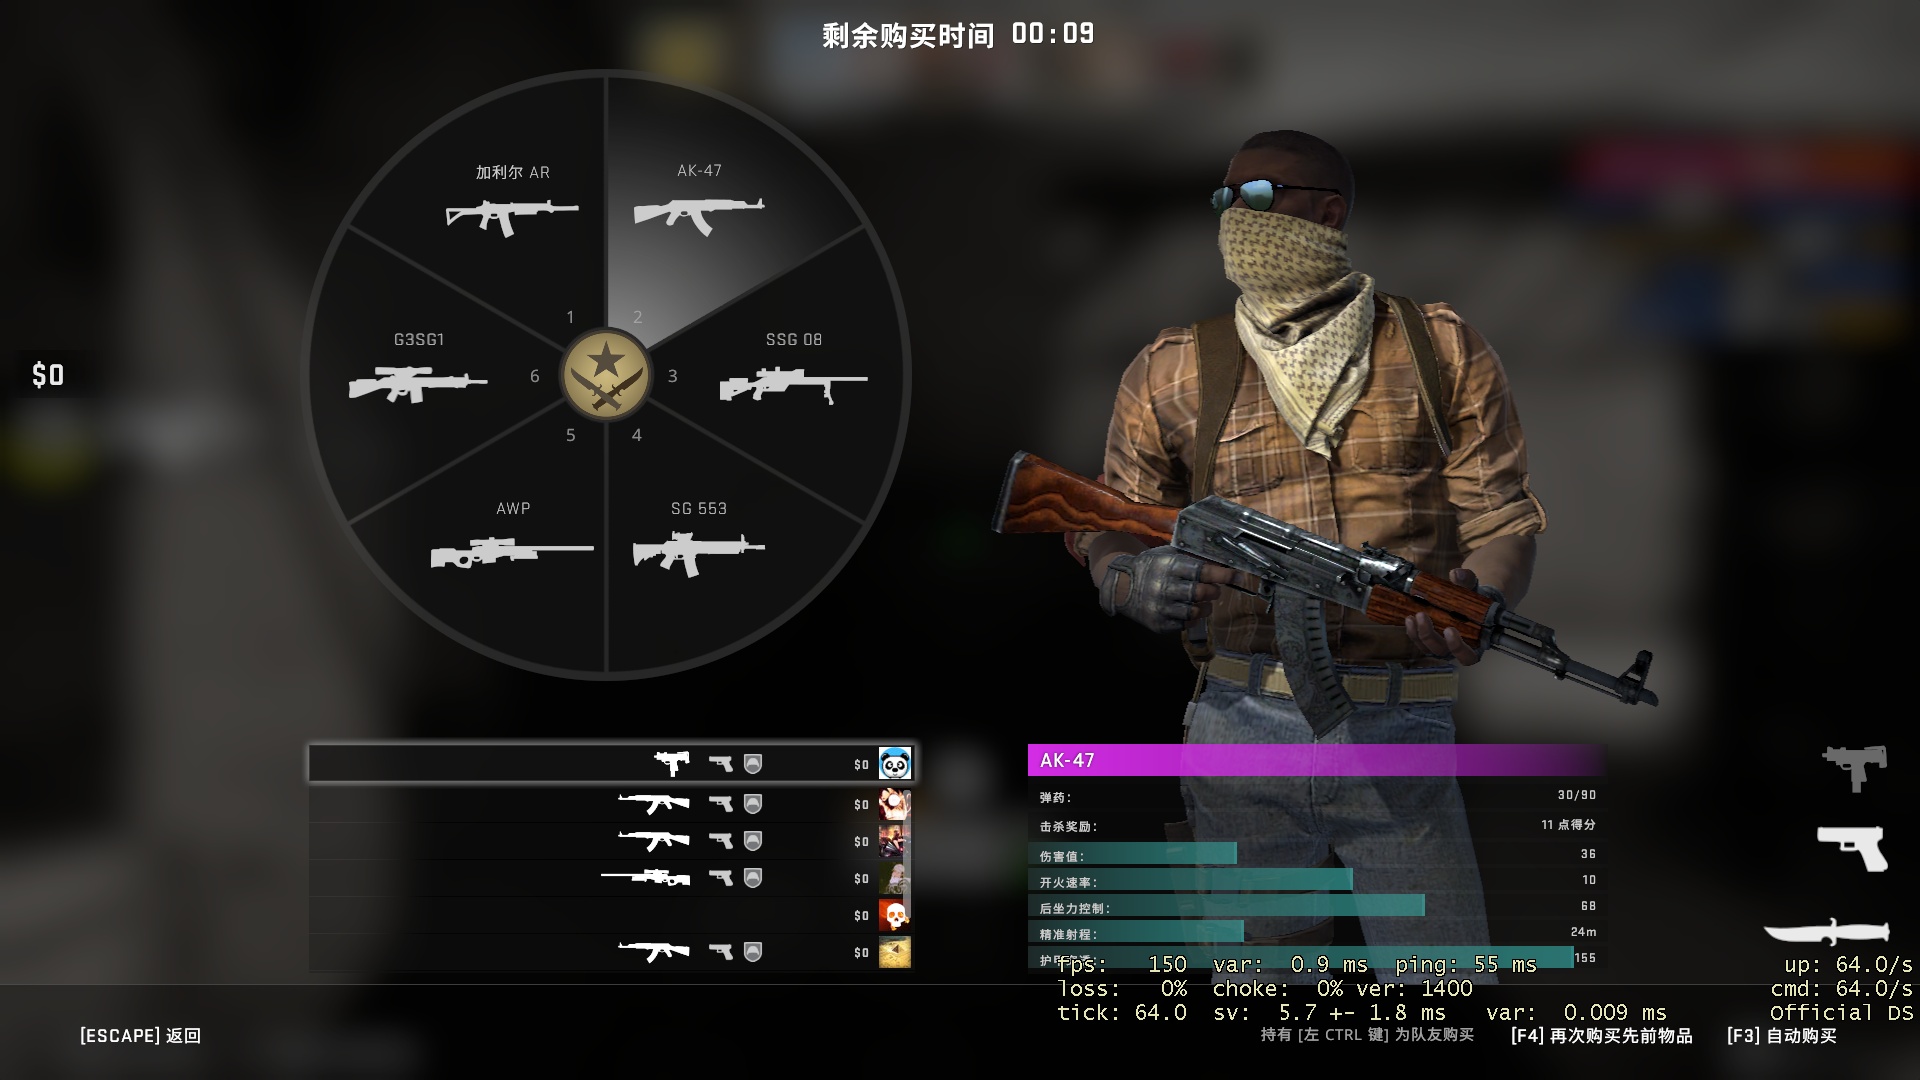 剩余购买时间 00:09
加利尔 AR
AK-47
G3SG1
SSG 08
1
2
6
3
5
4
$0
AWP
SG 553
$0
$0
$0
$0
$0
$0
AK-47
弹药: 30/90
击杀奖励: 11 点得分
伤害值: 36
开火速率: 10
后坐力控制: 68
精准射程: 24m
155
fps: 150 var: 0.9 ms ping: 55 ms up: 64.0/s
loss: 0% choke: 0% ver: 1400 cmd: 64.0/s
tick: 64.0 sv: 5.7 +- 1.8 ms var: 0.009 ms Official DS
[ESCAPE] 返回
持有 [左 CTRL 键] 为队友购买
[F4] 再次购买先前物品
[F3] 自动购买